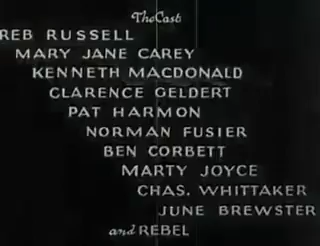 The Cast
REB RUSSELL
MARY JANE CAREY
KENNETH MACDONALD
CLARENCE GELDERT
PAT HARMON
NORMAN FUSIER
BEN CORBETT
MARTY JOYCE
CHAS. WHITTAKER
JUNE BREWSTER
and REBEL